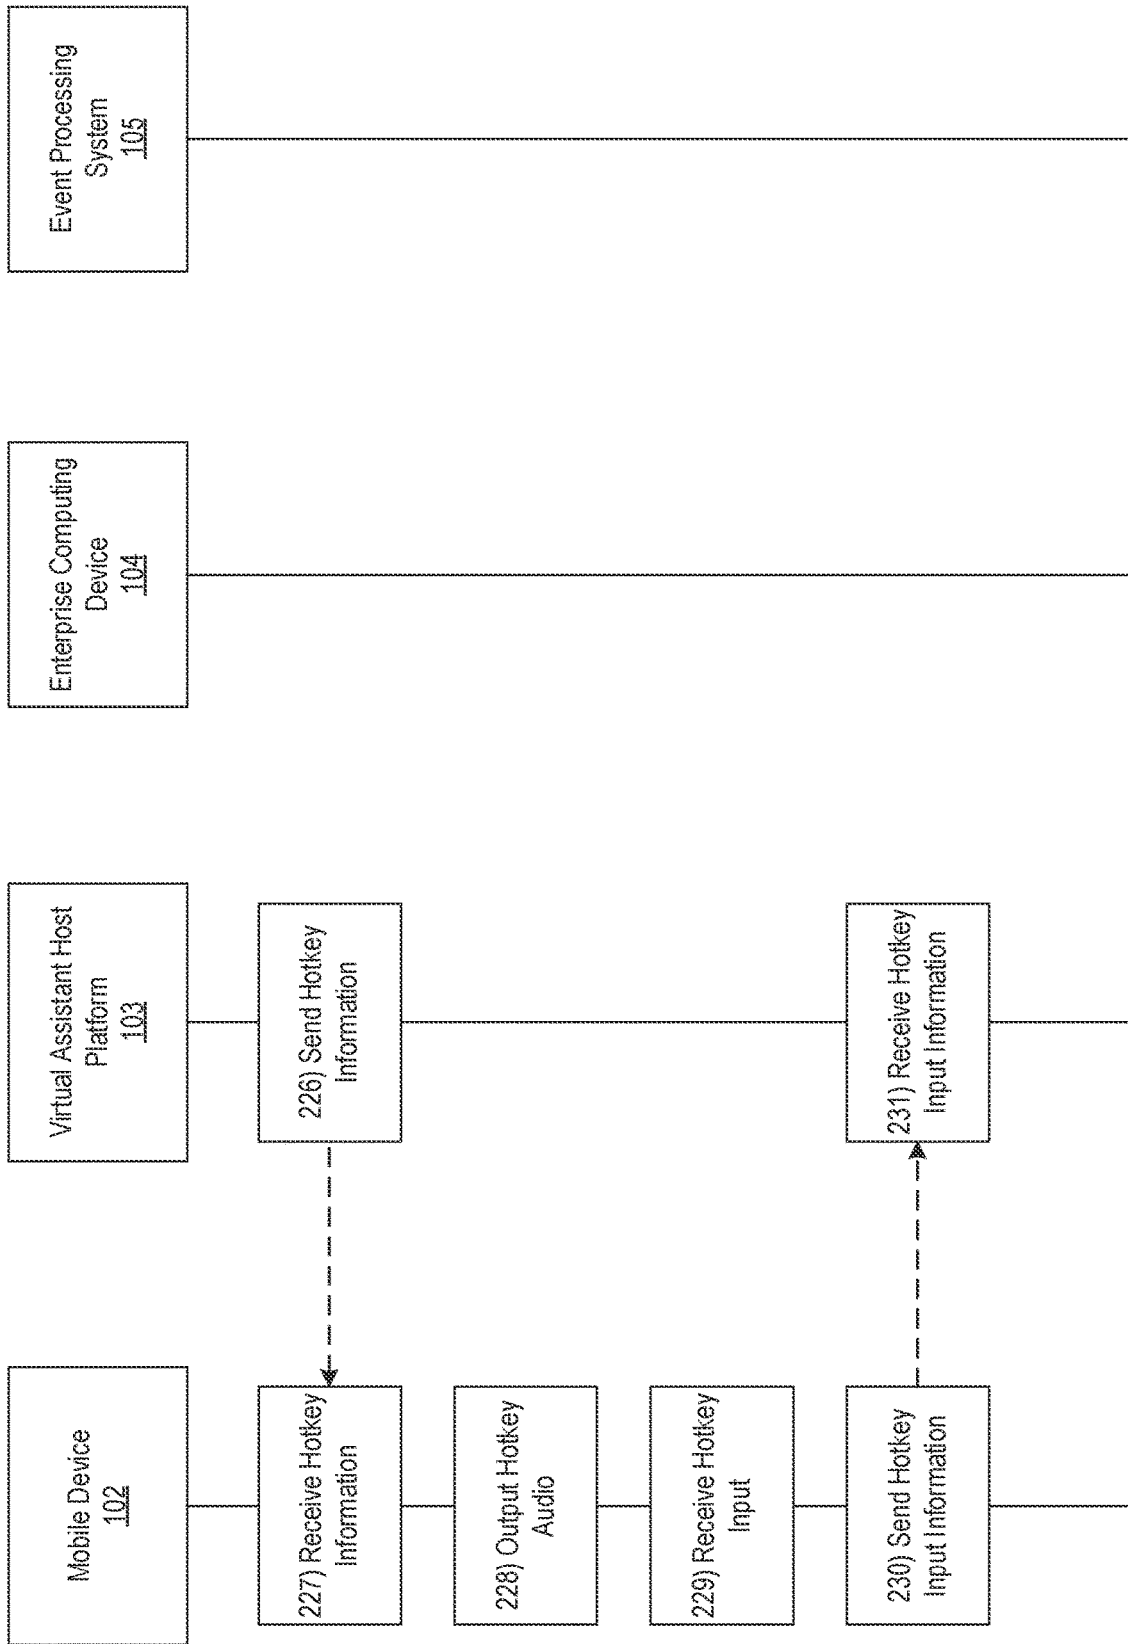 Mobile Device
102
Virtual Assistant Host
Platform
103
Enterprise Computing
Device
104
Event Processing
System
105
226) Send Hotkey
Information
227) Receive Hotkey
Information
228) Output Hotkey
Audio
229) Receive Hotkey
Input
230) Send Hotkey
Input Information
231) Receive Hotkey
Input Information